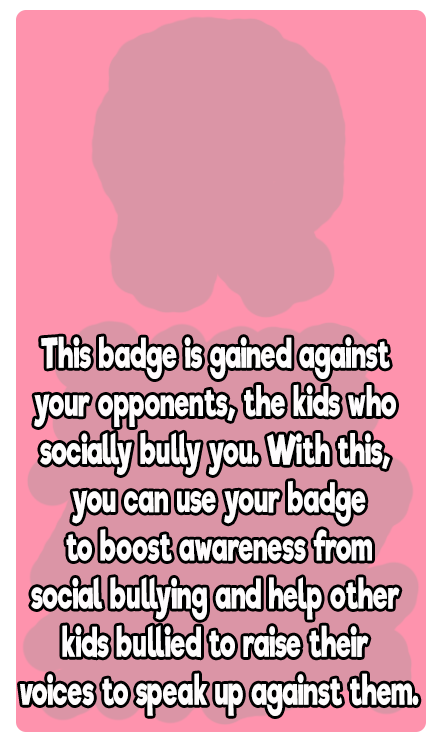 This badge is gained against
your opponents, the kids who
socially bully you. With this,
you can use your badge
to boost awareness from
social bullying and help other
kids bullied to raise their
voices to speak up against them.